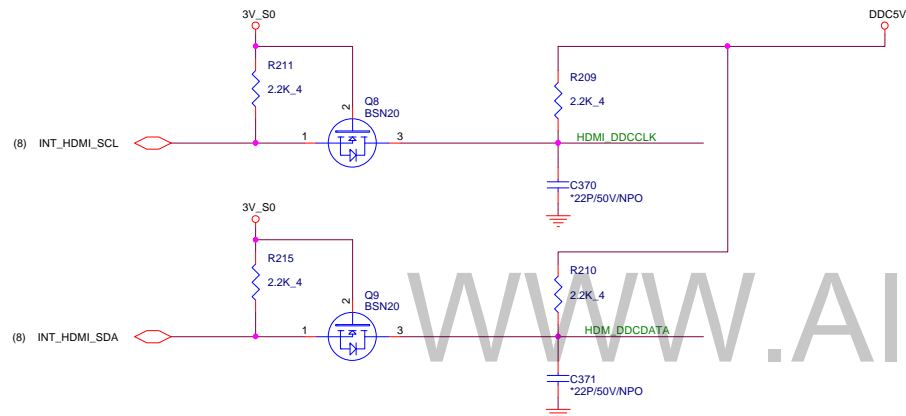 3V_S0
DDC5V
R211
2.2K_4
R209
2.2K_4
Q8
BSN20
2
1
3
(8) INT_HDMI_SCL
HDMI_DDCCLK
C370
*22P/50V/NPO
3V_S0
R215
2.2K_4
R210
2.2K_4
Q9
BSN20
2
1
3
(8) INT_HDMI_SDA
HDM_DDCDATA
C371
*22P/50V/NPO
WWW.AI